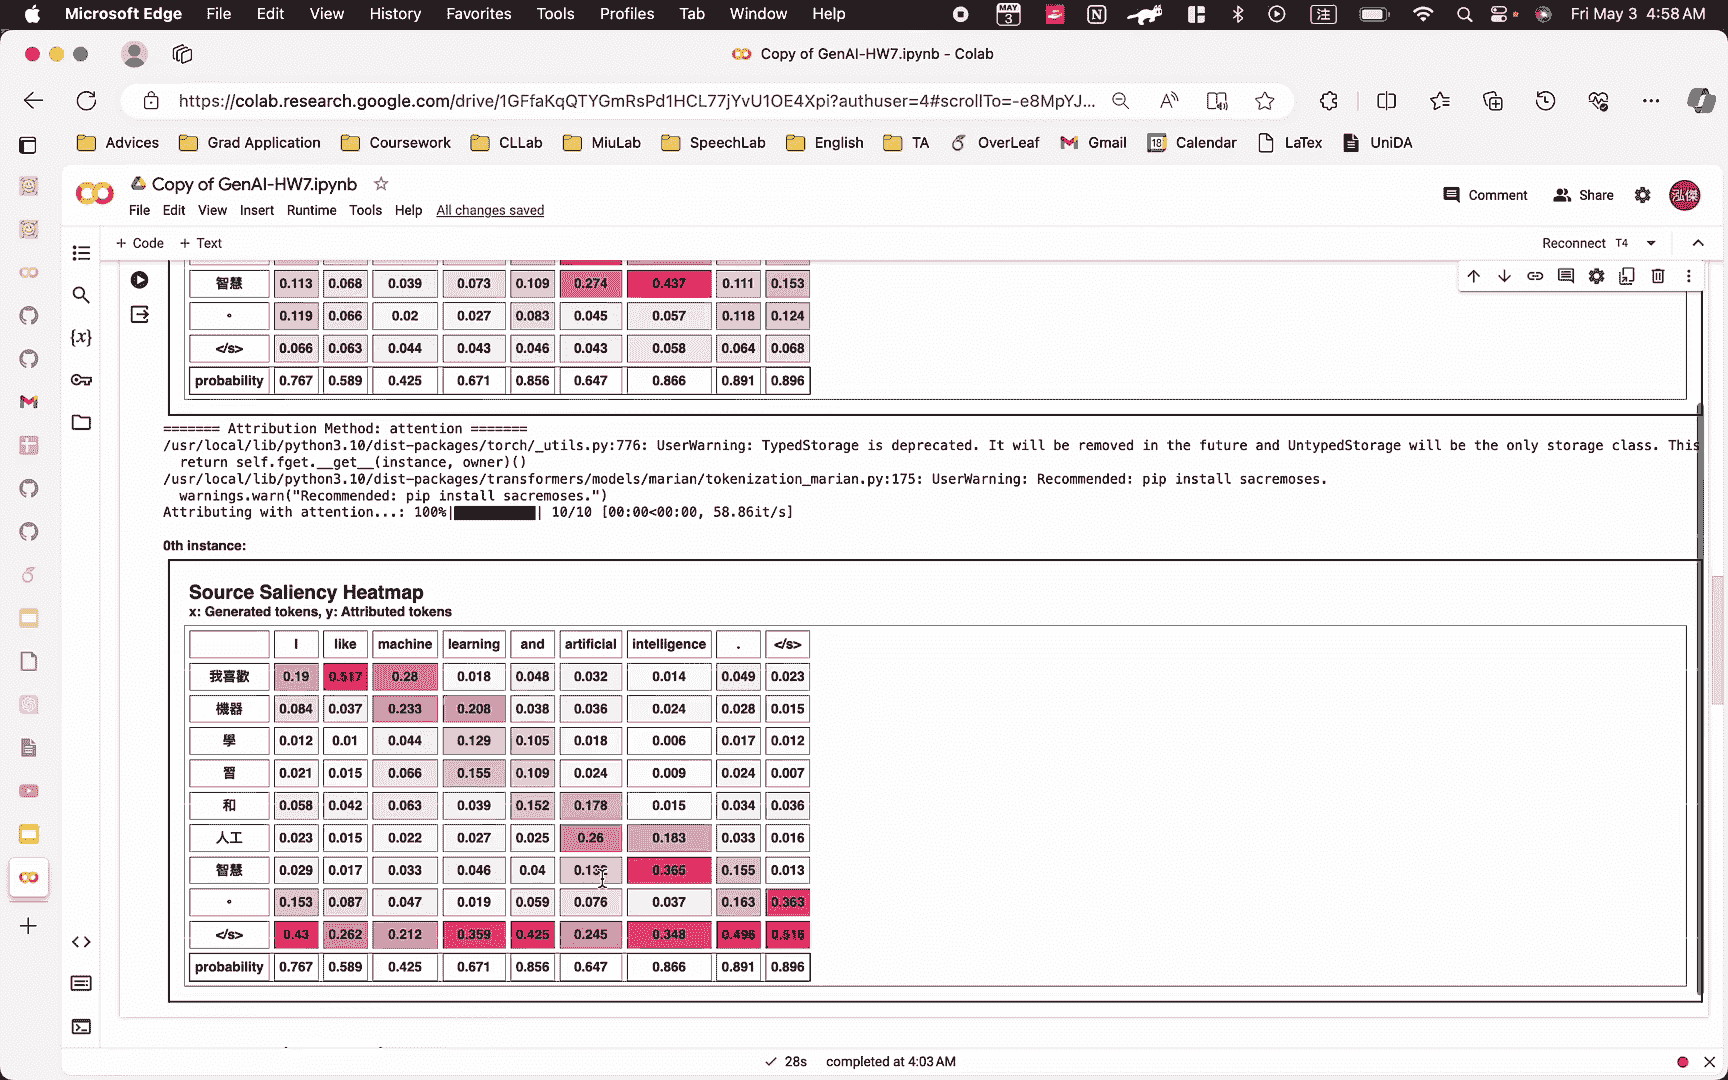 Microsoft Edge File Edit View History Favorites Tools Profiles Tab Window Help MAY 3 注 Fri May 3 4:58 AM
Copy of GenAI-HW7.ipynb - Colab
https://colab.research.google.com/drive/1GFfaKqQTYGmRsPd1HCL77jYvU1OE4Xpi?authuser=4#scrollTo=-e8MpYJ...
Advices Grad Application Coursework CLLab MiuLab SpeechLab English TA OverLeaf Gmail 18 Calendar LaTex UniDA
Copy of GenAI-HW7.ipynb
File Edit View Insert Runtime Tools Help All changes saved
Comment Share 泓傑
+ Code + Text Reconnect T4
智慧 0.113 0.068 0.039 0.073 0.109 0.274 0.437 0.111 0.153
。 0.119 0.066 0.02 0.027 0.083 0.045 0.057 0.118 0.124
</s> 0.066 0.063 0.044 0.043 0.046 0.043 0.058 0.064 0.068
probability 0.767 0.589 0.425 0.671 0.856 0.647 0.866 0.891 0.896
======= Attribution Method: attention =======
/usr/local/lib/python3.10/dist-packages/torch/_utils.py:776: UserWarning: TypedStorage is deprecated. It will be removed in the future and UntypedStorage will be the only storage class. This
return self.fget.__get__(instance, owner)()
/usr/local/lib/python3.10/dist-packages/transformers/models/marian/tokenization_marian.py:175: UserWarning: Recommended: pip install sacremoses.
warnings.warn("Recommended: pip install sacremoses.")
Attributing with attention...: 100%|██████████| 10/10 [00:00<00:00, 58.86it/s]
0th instance:
Source Saliency Heatmap
x: Generated tokens, y: Attributed tokens
I like machine learning and artificial intelligence . </s>
我喜歡 0.19 0.517 0.28 0.018 0.048 0.032 0.014 0.049 0.023
機器 0.084 0.037 0.233 0.208 0.038 0.036 0.024 0.028 0.015
學 0.012 0.01 0.044 0.129 0.105 0.018 0.006 0.017 0.012
習 0.021 0.015 0.066 0.155 0.109 0.024 0.009 0.024 0.007
和 0.058 0.042 0.063 0.039 0.152 0.178 0.015 0.034 0.036
人工 0.023 0.015 0.022 0.027 0.025 0.26 0.183 0.033 0.016
智慧 0.029 0.017 0.033 0.046 0.04 0.365 0.155 0.013
。 0.153 0.087 0.047 0.019 0.059 0.076 0.037 0.163 0.363
</s> 0.43 0.262 0.212 0.359 0.425 0.245 0.348 0.496 0.516
probability 0.767 0.589 0.425 0.671 0.856 0.647 0.866 0.891 0.896
28s completed at 4:03 AM